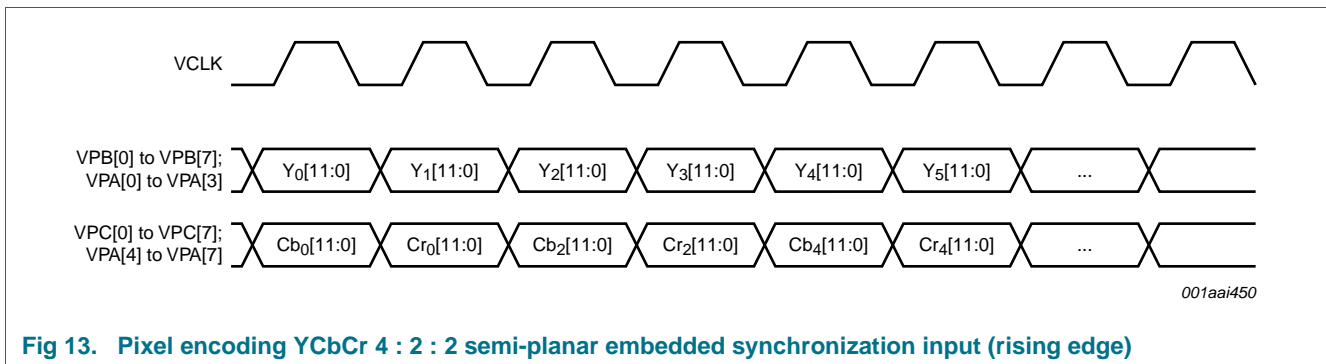 VCLK
VPB[0] to VPB[7];
VPA[0] to VPA[3]
Y0[11:0] Y1[11:0] Y2[11:0] Y3[11:0] Y4[11:0] Y5[11:0] ...
VPC[0] to VPC[7];
VPA[4] to VPA[7]
Cb0[11:0] Cr0[11:0] Cb2[11:0] Cr2[11:0] Cb4[11:0] Cr4[11:0] ...
001aai450
Fig 13. Pixel encoding YCbCr 4 : 2 : 2 semi-planar embedded synchronization input (rising edge)